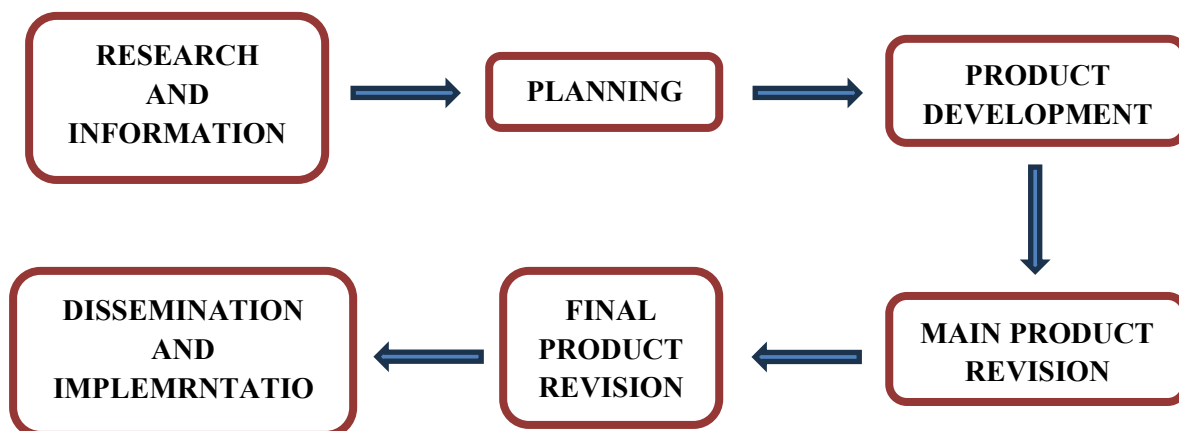 RESEARCH
AND
INFORMATION
PLANNING
PRODUCT
DEVELOPMENT
MAIN PRODUCT
REVISION
FINAL
PRODUCT
REVISION
DISSEMINATION
AND
IMPLEMRNTATIO